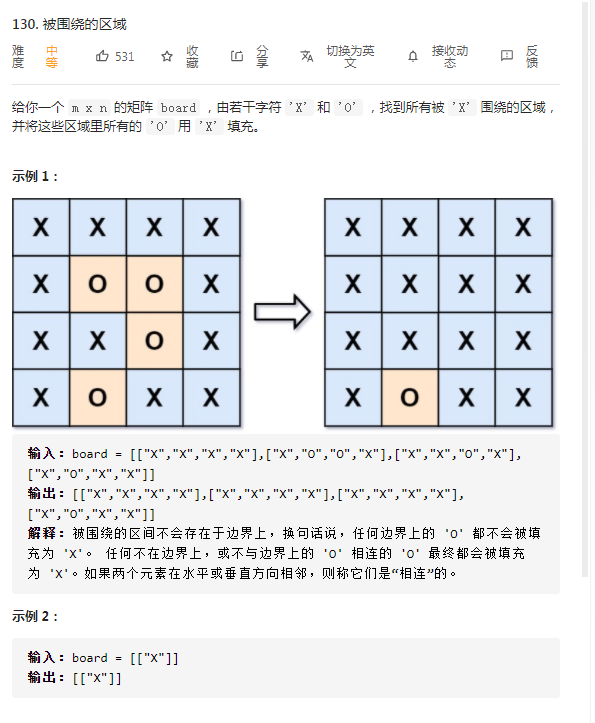 130. 被围绕的区域
难度 中等 531 收藏 分享 切换为英文 接收动态 反馈
给你一个 m x n 的矩阵 board ，由若干字符 'X' 和 'O' ，找到所有被 'X' 围绕的区域，
并将这些区域里所有的 'O' 用 'X' 填充。
示例 1：
X X X X X X X X
X O O X X X X X
X X O X X X X X
X O X X X O X X
输入：board = [["X","X","X","X"],["X","O","O","X"],["X","X","O","X"],
["X","O","X","X"]]
输出：[["X","X","X","X"],["X","X","X","X"],["X","X","X","X"],
["X","O","X","X"]]
解释：被围绕的区间不会存在于边界上，换句话说，任何边界上的 'O' 都不会被填
充为 'X'。 任何不在边界上，或不与边界上的 'O' 相连的 'O' 最终都会被填充
为 'X'。如果两个元素在水平或垂直方向相邻，则称它们是“相连”的。
示例 2：
输入：board = [["X"]]
输出：[["X"]]